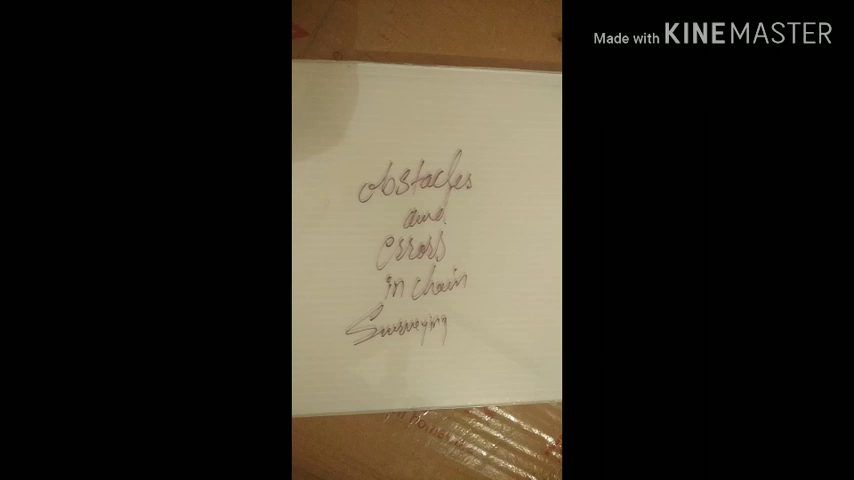 Made with KINEMASTER
obstacles
and
errors
in chain
Surveying